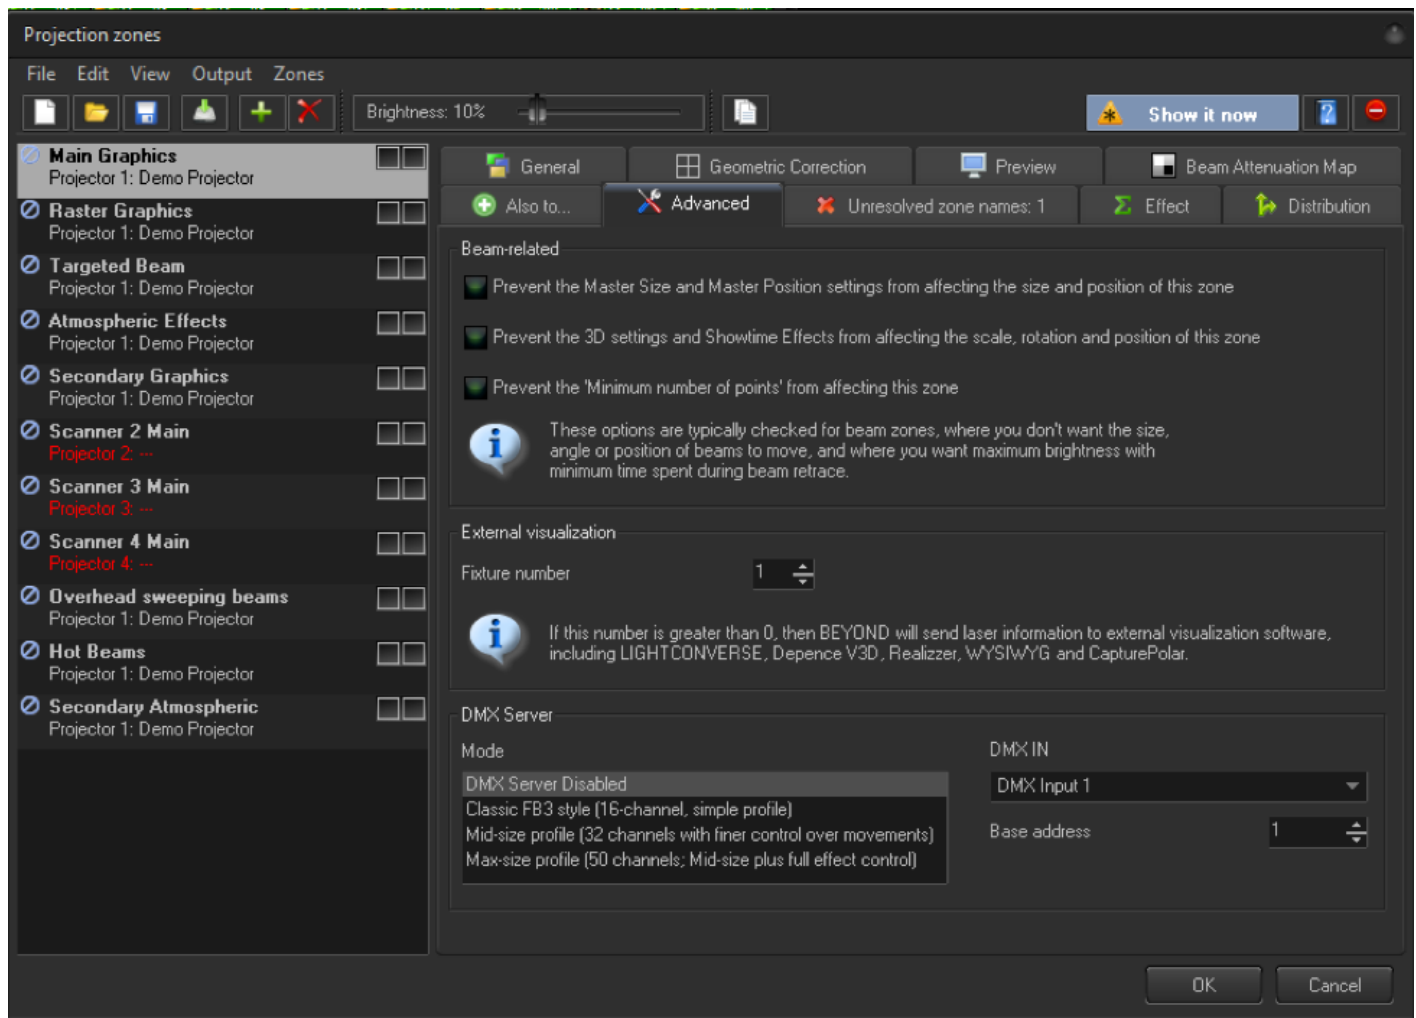 Projection zones
File Edit View Output Zones
Brightness: 10%
Show it now
Main Graphics
Projector 1: Demo Projector
Raster Graphics
Projector 1: Demo Projector
Targeted Beam
Projector 1: Demo Projector
Atmospheric Effects
Projector 1: Demo Projector
Secondary Graphics
Projector 1: Demo Projector
Scanner 2 Main
Projector 2: ---
Scanner 3 Main
Projector 3: ---
Scanner 4 Main
Projector 4: ---
Overhead sweeping beams
Projector 1: Demo Projector
Hot Beams
Projector 1: Demo Projector
Secondary Atmospheric
Projector 1: Demo Projector
General Geometric Correction Preview Beam Attenuation Map
Also to... Advanced Unresolved zone names: 1 Effect Distribution
Beam-related
Prevent the Master Size and Master Position settings from affecting the size and position of this zone
Prevent the 3D settings and Showtime Effects from affecting the scale, rotation and position of this zone
Prevent the 'Minimum number of points' from affecting this zone
These options are typically checked for beam zones, where you don't want the size,
angle or position of beams to move, and where you want maximum brightness with
minimum time spent during beam retrace.
External visualization
Fixture number 1
If this number is greater than 0, then BEYOND will send laser information to external visualization software,
including LIGHTCONVERSE, Depence V3D, Realizzer, WYSIWYG and CapturePolar.
DMX Server
Mode
DMX Server Disabled
Classic FB3 style (16-channel, simple profile)
Mid-size profile (32 channels with finer control over movements)
Max-size profile (50 channels; Mid-size plus full effect control)
DMX IN
DMX Input 1
Base address 1
OK Cancel